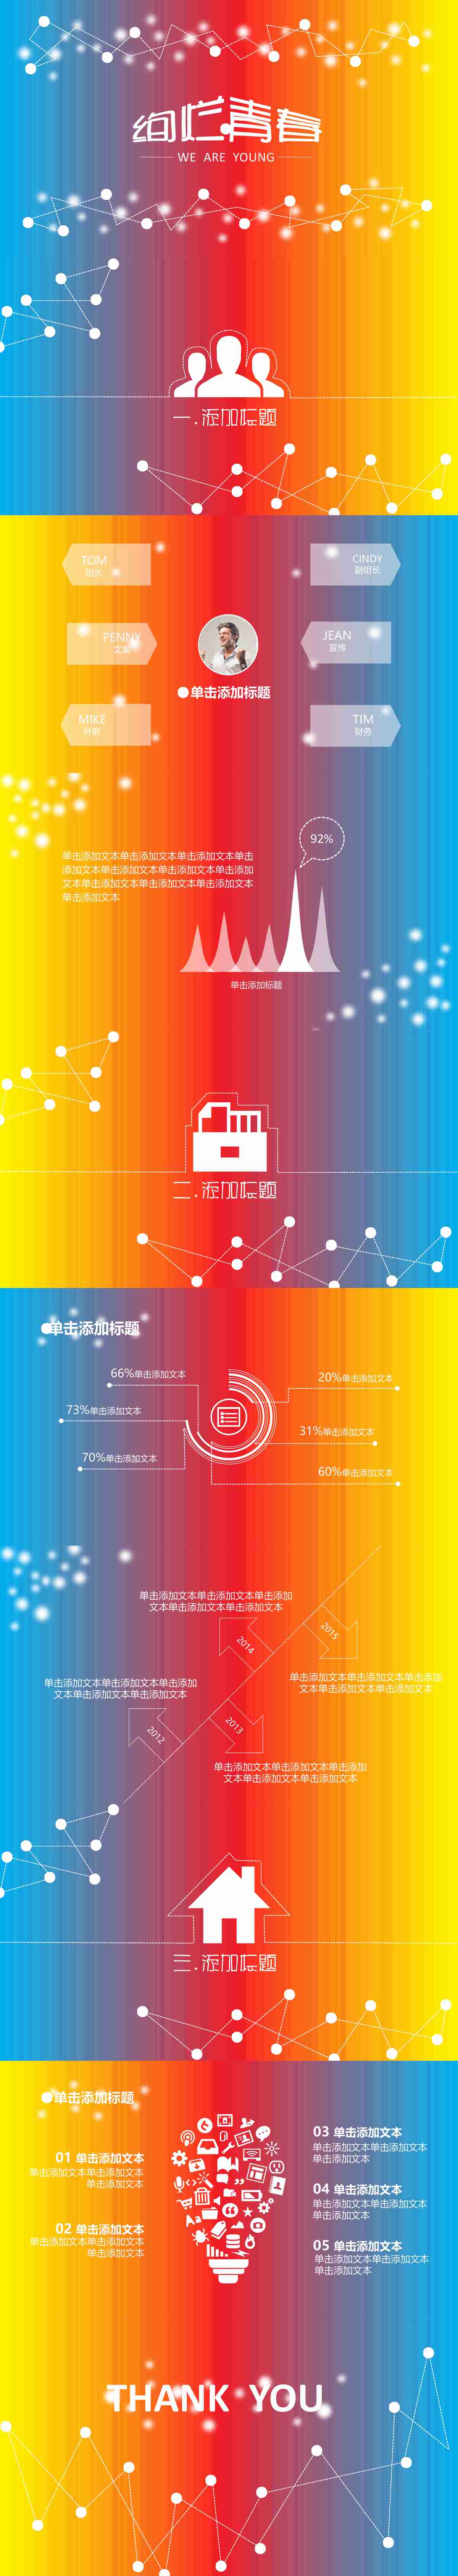 绚烂青春
WE ARE YOUNG
一.添加标题
TOM
组长
CINDY
副组长
PENNY
文案
JEAN
宣传
单击添加标题
MIKE
外联
TIM
财务
92%
单击添加文本单击添加文本单击添加文本单击
添加文本单击添加文本单击添加文本单击添加
文本单击添加文本单击添加文本单击添加文本
单击添加文本
单击添加标题
二.添加标题
单击添加标题
66%单击添加文本
20%单击添加文本
73%单击添加文本
31%单击添加文本
70%单击添加文本
60%单击添加文本
单击添加文本单击添加文本单击添加
文本单击添加文本单击添加文本
2015
2014
单击添加文本单击添加文本单击添加
文本单击添加文本单击添加文本
单击添加文本单击添加文本单击添加
文本单击添加文本单击添加文本
2013
2012
单击添加文本单击添加文本单击添加
文本单击添加文本单击添加文本
三.添加标题
单击添加标题
01 单击添加文本
单击添加文本单击添加文本
单击添加文本
02 单击添加文本
单击添加文本单击添加文本
单击添加文本
03 单击添加文本
单击添加文本单击添加文本
单击添加文本
04 单击添加文本
单击添加文本单击添加文本
单击添加文本
05 单击添加文本
单击添加文本单击添加文本
单击添加文本
THANK YOU